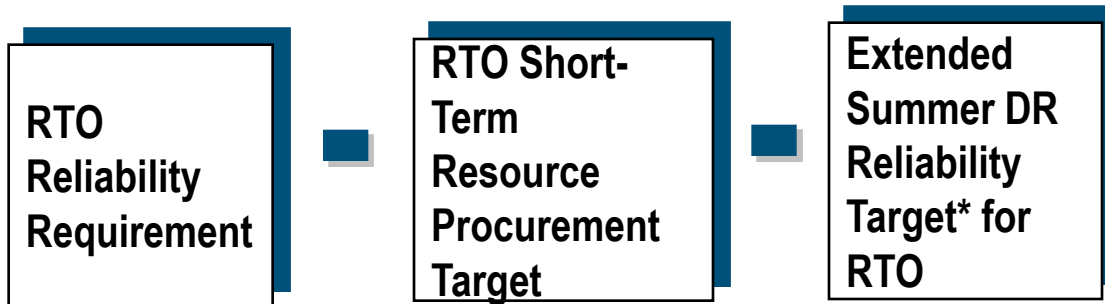 RTO
Reliability
Requirement
RTO Short-
Term
Resource
Procurement
Target
Extended
Summer DR
Reliability
Target* for
RTO